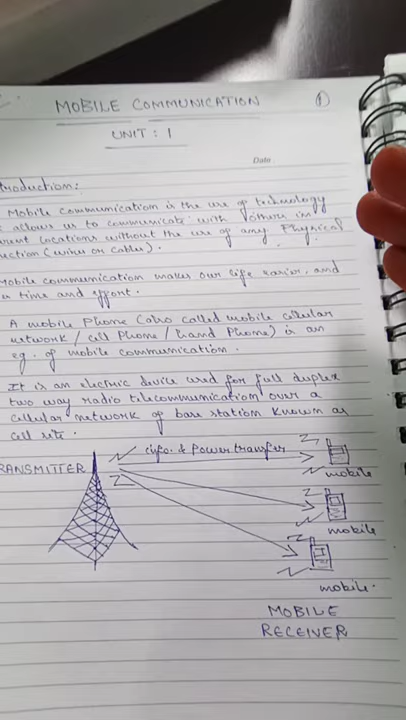 MOBILE COMMUNICATION
1
UNIT : 1
Date
troduction:
Mobile communication is the use of technology
allows us to communicate with others in
rent locations without the use of any Physical
ection (wires or cables).
Mobile communication makes our life easier, and
time and effort.
A mobile Phone (also called mobile cellular
network / cell Phone / hand Phone) is an
eg. of mobile communication.
It is an electric device used for full duplex
two way radio telecommunication over a
cellular network of base station known as
cell site.
RANSMITTER
info. & power transfer
mobile
mobile
mobile.
MOBILE
RECEIVER